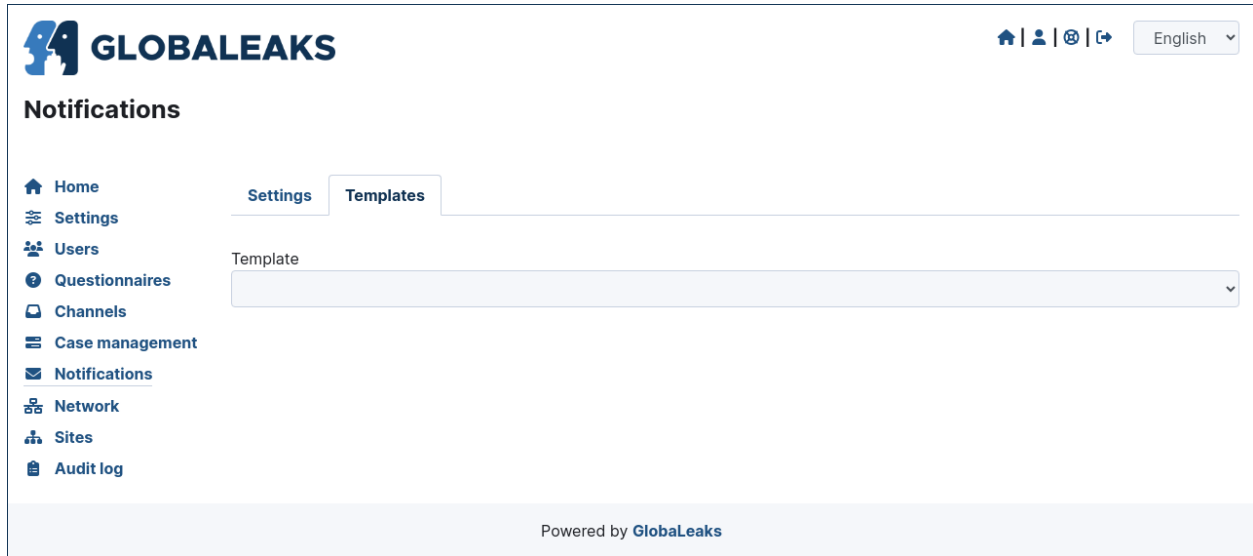 GLOBALEAKS
| | | English
Notifications
Home
Settings
Users
Questionnaires
Channels
Case management
Notifications
Network
Sites
Audit log
Settings Templates
Template
Powered by GlobaLeaks